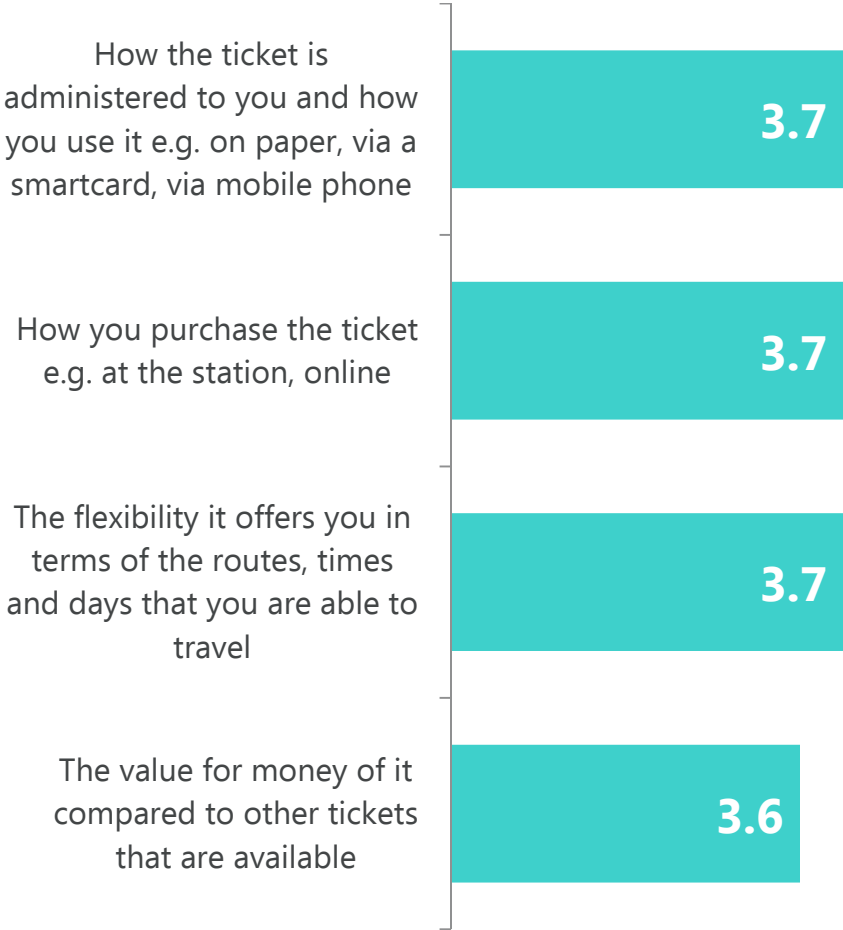 How the ticket is
administered to you and how
you use it e.g. on paper, via a
smartcard, via mobile phone
3.7
How you purchase the ticket
e.g. at the station, online
3.7
The flexibility it offers you in
terms of the routes, times
and days that you are able to
travel
3.7
The value for money of it
compared to other tickets
that are available
3.6